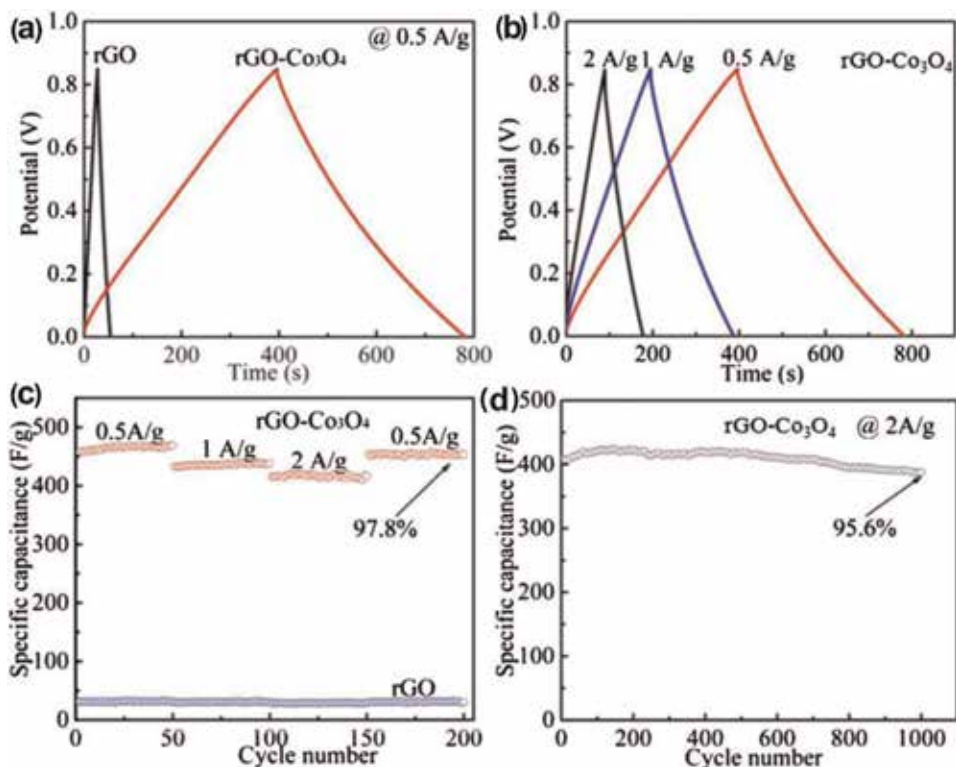 (a)
rGO
rGO-Co₃O₄
@ 0.5 A/g
Potential (V)
1.0
0.8
0.6
0.4
0.2
0.0
0 200 400 600 800
Time (s)
(b)
2 A/g 1 A/g 0.5 A/g rGO-Co₃O₄
Potential (V)
1.0
0.8
0.6
0.4
0.2
0.0
0 200 400 600 800
Time (s)
(c)
rGO-Co₃O₄
0.5A/g
1 A/g
2 A/g
0.5A/g
97.8%
rGO
Specific capacitance (F/g)
500
400
300
200
100
0
0 50 100 150 200
Cycle number
(d)
rGO-Co₃O₄ @ 2A/g
95.6%
Specific capacitance (F/g)
500
400
300
200
100
0
0 200 400 600 800 1000
Cycle number